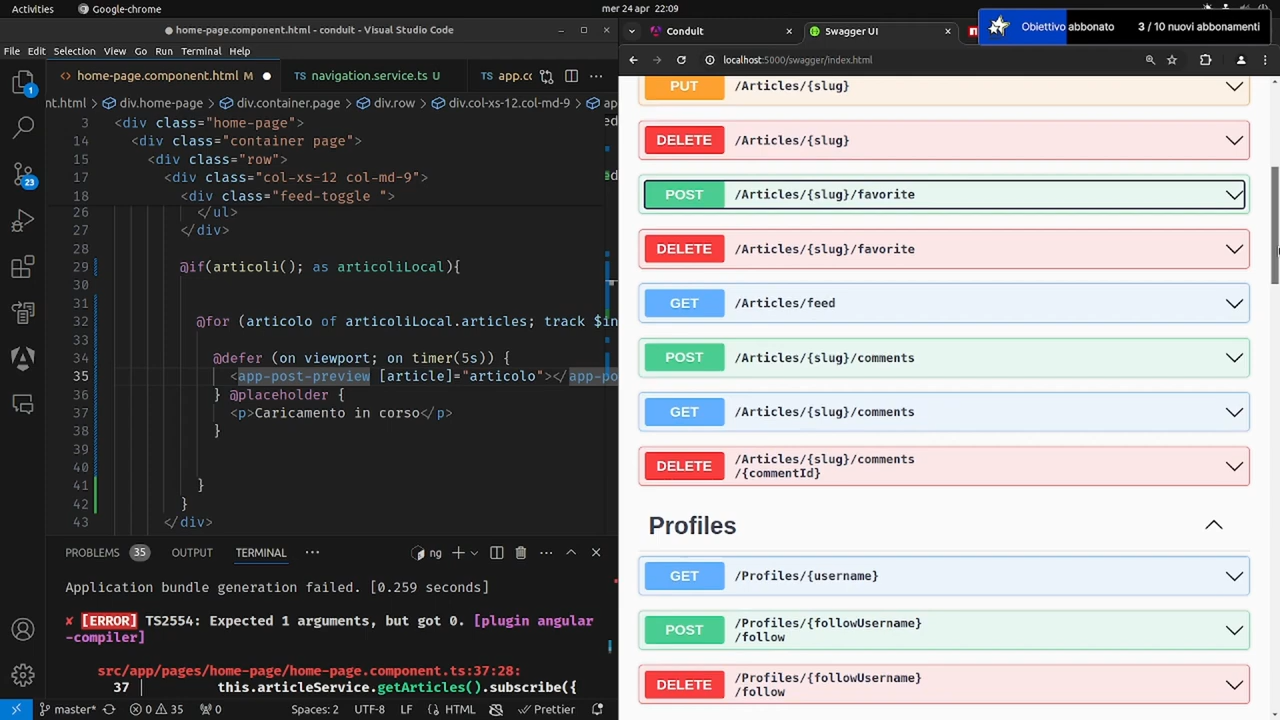 Activities
Google-chrome
mer 24 apr 22:09
home-page.component.html - conduit - Visual Studio Code
File Edit Selection View Go Run Terminal Help
home-page.component.html M
navigation.service.ts U
app.cc
nt.html > div.home-page > div.container.page > div.row > div.col-xs-12.col-md-9 > ap
3 <div class="home-page">
14 <div class="container page">
15 <div class="row">
17 <div class="col-xs-12 col-md-9">
18 <div class="feed-toggle ">
26 </ul>
27 </div>
28
29 @if(articoli(); as articoliLocal){
30
31
32 @for (articolo of articoliLocal.articles; track $in
33
34 @defer (on viewport; on timer(5s)) {
35 <app-post-preview [article]="articolo"></app-po
36 } @placeholder {
37 <p>Caricamento in corso</p>
38 }
39
40
41 }
42 }
43 </div>
PROBLEMS 35 OUTPUT TERMINAL ··· ng
Application bundle generation failed. [0.259 seconds]
✘ [ERROR] TS2554: Expected 1 arguments, but got 0. [plugin angular
-compiler]
src/app/pages/home-page/home-page.component.ts:37:28:
37 │ this.articleService.getArticles().subscribe({
1
23
master* 0 35 0 Spaces: 2 UTF-8 LF HTML Prettier
Conduit
Swagger UI
Obiettivo abbonato
3 / 10 nuovi abbonamenti
localhost:5000/swagger/index.html
ed
ed
PUT /Articles/{slug}
DELETE /Articles/{slug}
POST /Articles/{slug}/favorite
DELETE /Articles/{slug}/favorite
GET /Articles/feed
POST /Articles/{slug}/comments
GET /Articles/{slug}/comments
DELETE /Articles/{slug}/comments
/{commentId}
Profiles
GET /Profiles/{username}
POST /Profiles/{followUsername}
/follow
DELETE /Profiles/{followUsername}
/follow